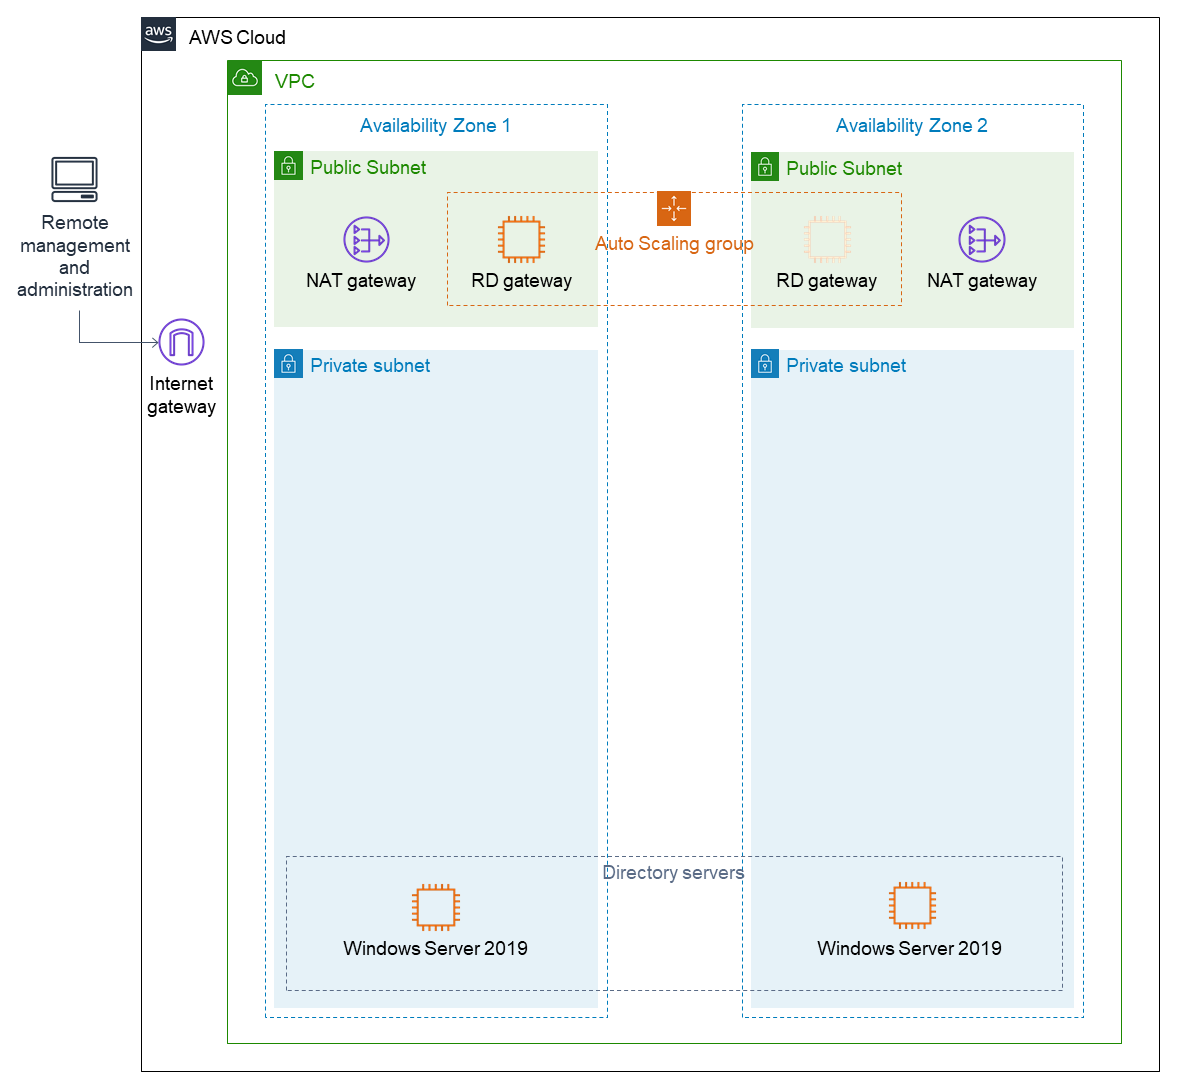 aws
AWS Cloud
VPC
Availability Zone 1
Availability Zone 2
Public Subnet
Public Subnet
Remote
management
and
administration
Auto Scaling group
NAT gateway
RD gateway
RD gateway
NAT gateway
Internet
gateway
Private subnet
Private subnet
Directory servers
Windows Server 2019
Windows Server 2019